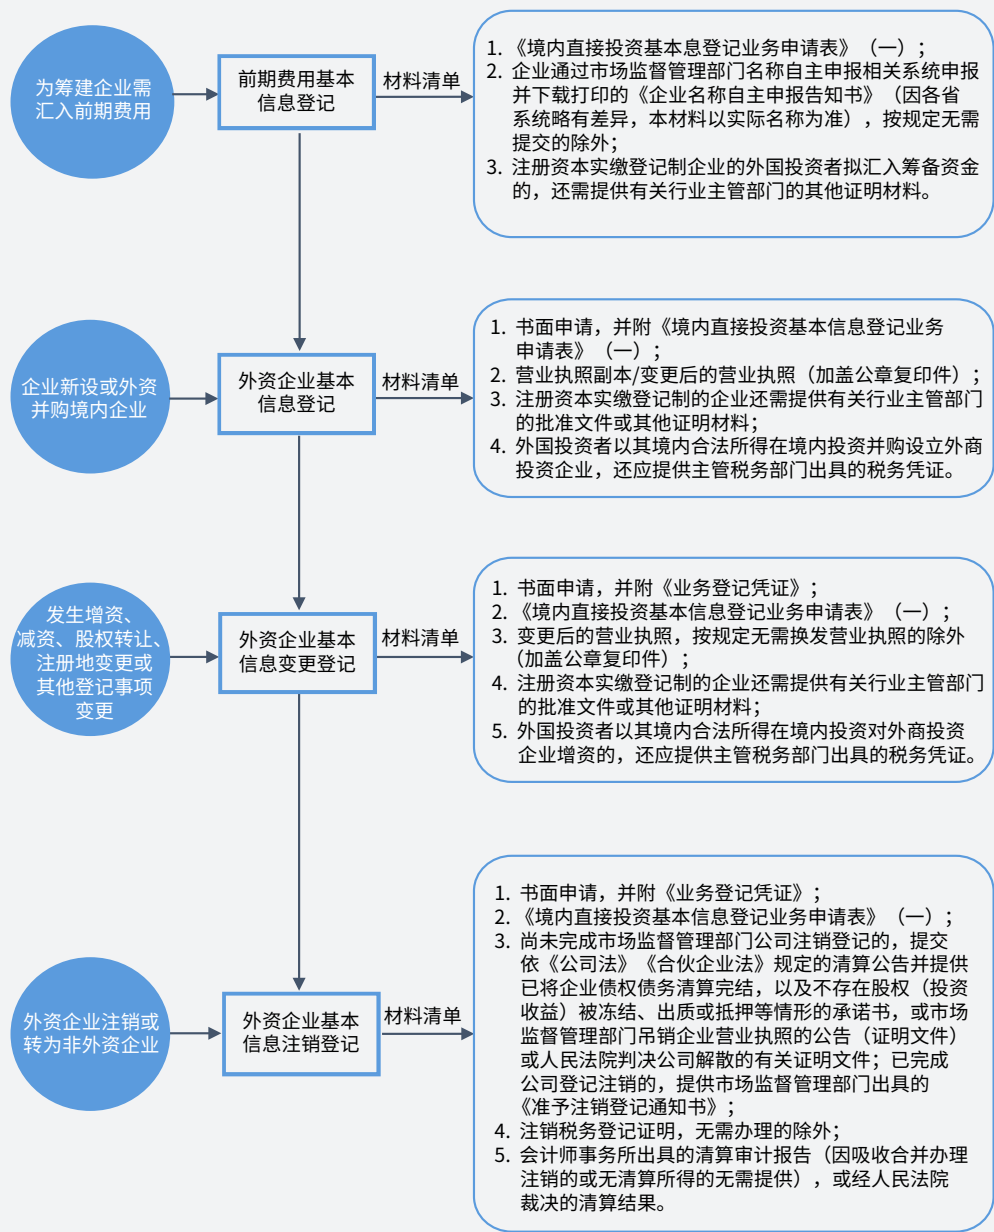 为筹建企业需
汇入前期费用
前期费用基本
信息登记
材料清单
1. 《境内直接投资基本息登记业务申请表》（一）；
2. 企业通过市场监督管理部门名称自主申报相关系统申报
并下载打印的《企业名称自主申报告知书》（因各省
系统略有差异，本材料以实际名称为准），按规定无需
提交的除外；
3. 注册资本实缴登记制企业的外国投资者拟汇入筹备资金
的，还需提供有关行业主管部门的其他证明材料。
企业新设或外资
并购境内企业
外资企业基本
信息登记
材料清单
1. 书面申请，并附《境内直接投资基本信息登记业务
申请表》（一）；
2. 营业执照副本/变更后的营业执照（加盖公章复印件）；
3. 注册资本实缴登记制的企业还需提供有关行业主管部门
的批准文件或其他证明材料；
4. 外国投资者以其境内合法所得在境内投资并购设立外商
投资企业，还应提供主管税务部门出具的税务凭证。
发生增资、
减资、股权转让、
注册地变更或
其他登记事项
变更
外资企业基本
信息变更登记
材料清单
1. 书面申请，并附《业务登记凭证》；
2. 《境内直接投资基本信息登记业务申请表》（一）；
3. 变更后的营业执照，按规定无需换发营业执照的除外
（加盖公章复印件）；
4. 注册资本实缴登记制的企业还需提供有关行业主管部门
的批准文件或其他证明材料；
5. 外国投资者以其境内合法所得在境内投资对外商投资
企业增资的，还应提供主管税务部门出具的税务凭证。
外资企业注销或
转为非外资企业
外资企业基本
信息注销登记
材料清单
1. 书面申请，并附《业务登记凭证》；
2. 《境内直接投资基本信息登记业务申请表》（一）；
3. 尚未完成市场监督管理部门公司注销登记的，提交
依《公司法》《合伙企业法》规定的清算公告并提供
已将企业债权债务清算完结，以及不存在股权（投资
收益）被冻结、出质或抵押等情形的承诺书，或市场
监督管理部门吊销企业营业执照的公告（证明文件）
或人民法院判决公司解散的有关证明文件；已完成
公司登记注销的，提供市场监督管理部门出具的
《准予注销登记通知书》；
4. 注销税务登记证明，无需办理的除外；
5. 会计师事务所出具的清算审计报告（因吸收合并办理
注销的或无清算所得的无需提供），或经人民法院
裁决的清算结果。